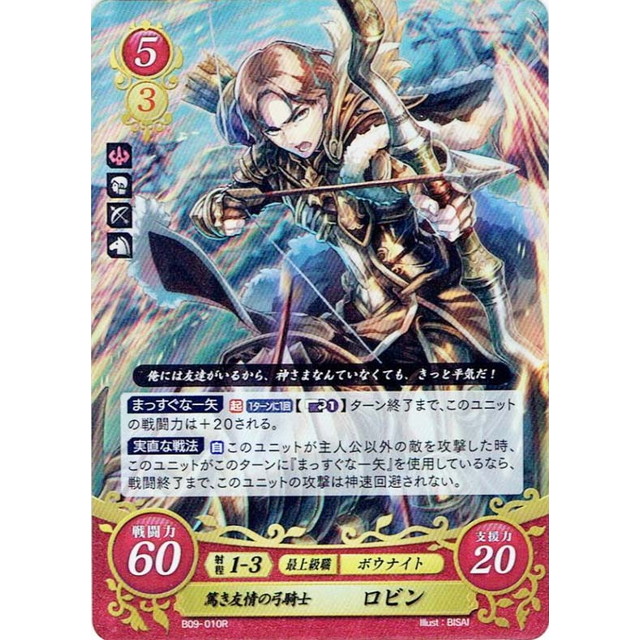 5
3
俺には友達がいるから、神さまなんていなくても、きっと平気だ！
まっすぐな一矢 起 1ターンに1回【 1】ターン終了まで、このユニット
の戦闘力は＋20される。
実直な戦法 自 このユニットが主人公以外の敵を攻撃した時、
このユニットがこのターンに『まっすぐな一矢』を使用しているなら、
戦闘終了まで、このユニットの攻撃は神速回避されない。
戦闘力
60
射程 1-3 最上級職 ボウナイト
支援力
20
篤き友情の弓騎士 ロビン
B09-010R Illust : BISAI